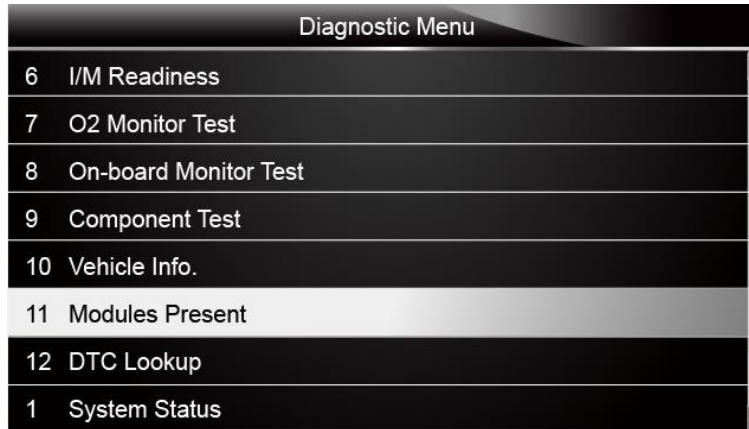 Diagnostic Menu
6 I/M Readiness
7 O2 Monitor Test
8 On-board Monitor Test
9 Component Test
10 Vehicle Info.
11 Modules Present
12 DTC Lookup
1 System Status